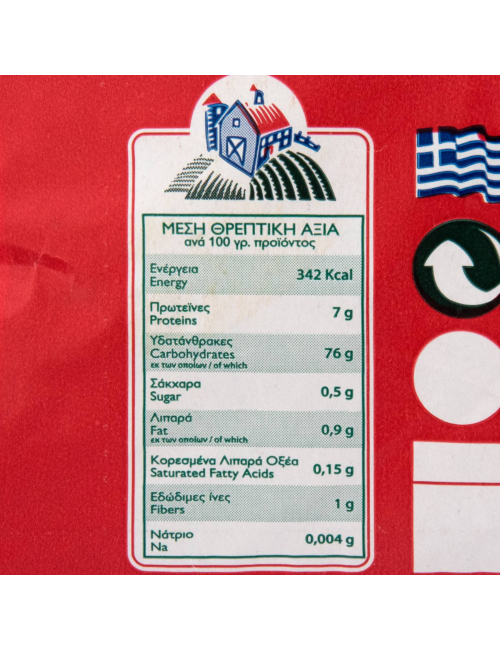 ΜΕΣΗ ΘΡΕΠΤΙΚΗ ΑΞΙΑ
ανά 100 γρ. προϊόντος
Ενέργεια
Energy
342 Kcal
Πρωτεϊνες
Proteins
7 g
Υδατάνθρακες
Carbohydrates
εκ των οποίων / of which
76 g
Σάκχαρα
Sugar
0,5 g
Λιπαρά
Fat
εκ των οποίων / of which
0,9 g
Κορεσμένα Λιπαρά Οξέα
Saturated Fatty Acids
0,15 g
Εδώδιμες ίνες
Fibers
1 g
Νάτριο
Na
0,004 g